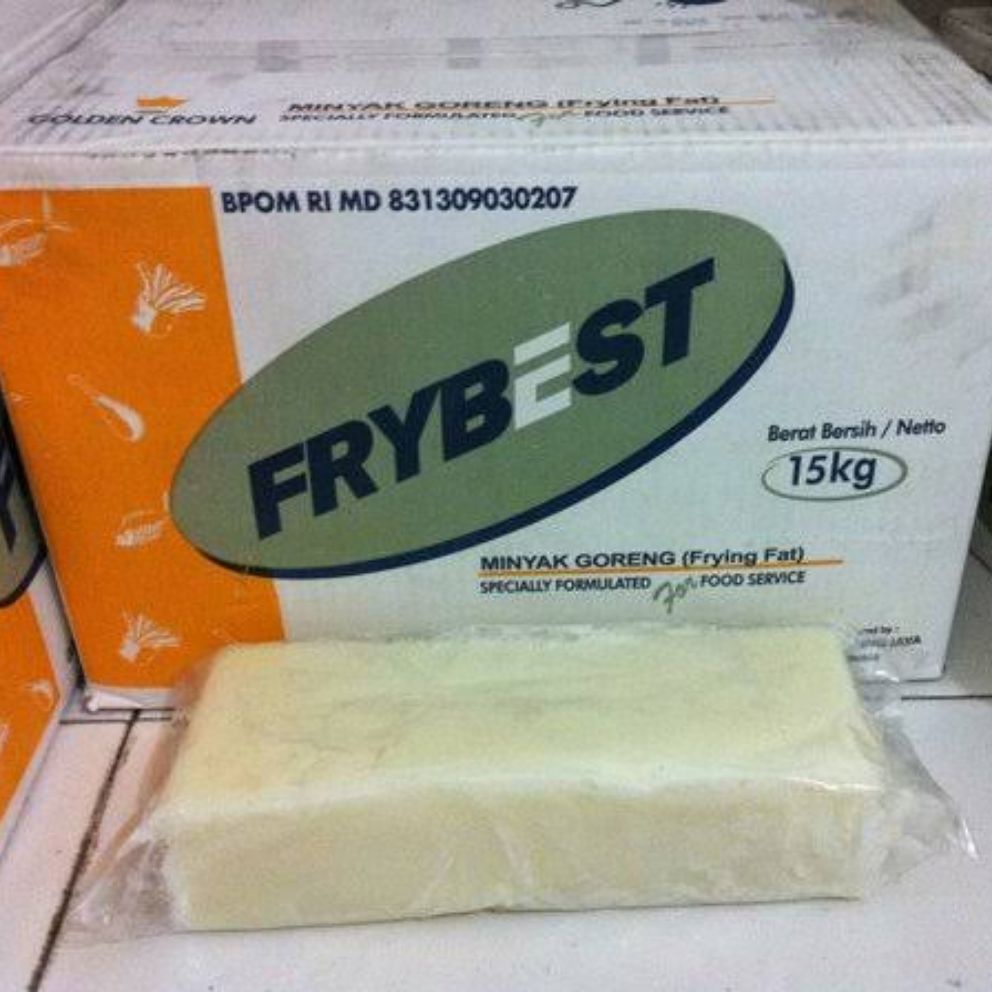 GOLDEN CROWN
MINYAK GORENG (Frying Fat)
SPECIALLY FORMULATED for FOOD SERVICE
BPOM RI MD 831309030207
FRYBEST
Berat Bersih / Netto
15kg
MINYAK GORENG (Frying Fat)
SPECIALLY FORMULATED For FOOD SERVICE
by :